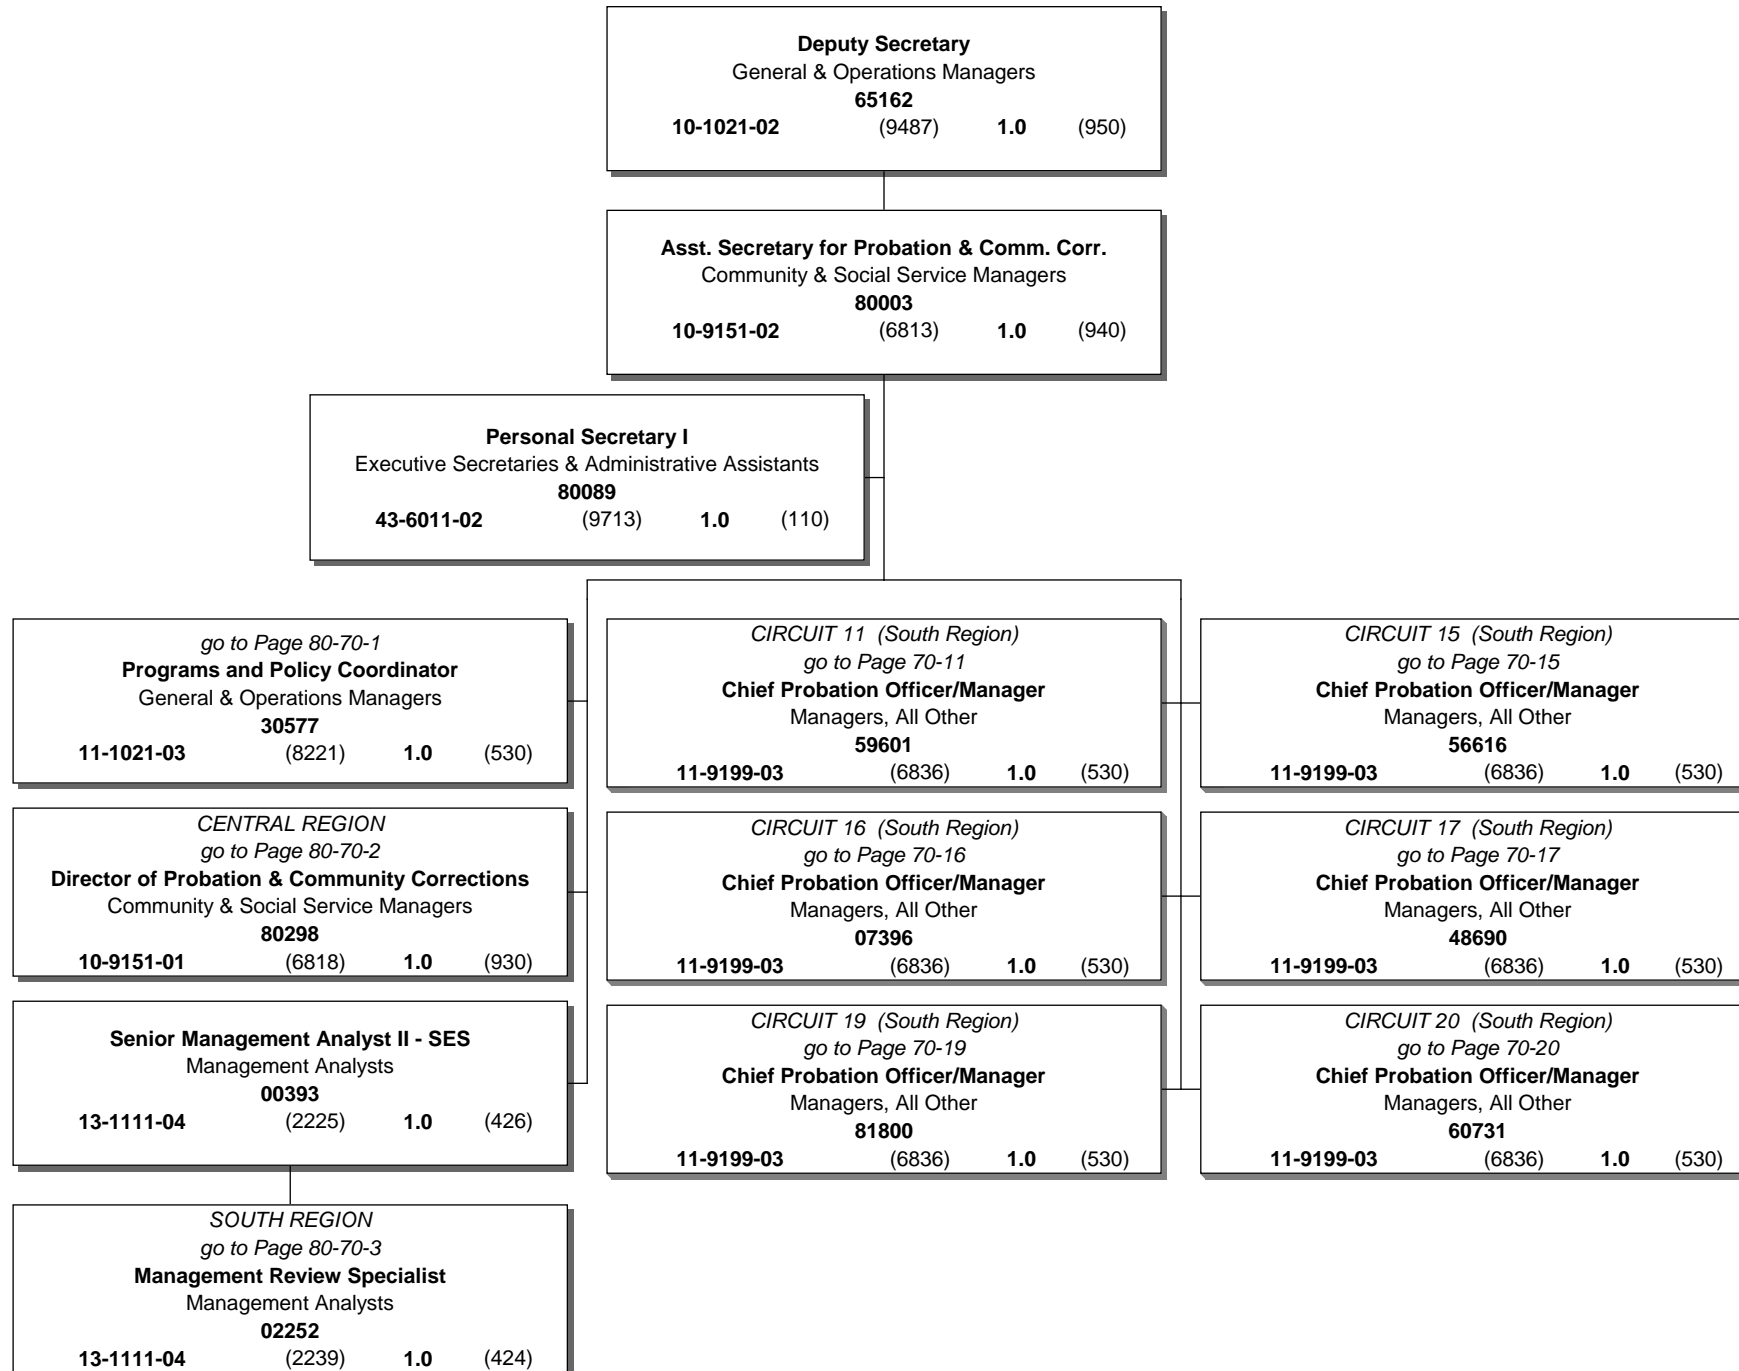 Deputy Secretary
General & Operations Managers
65162
10-1021-02 (9487) 1.0 (950)
Asst. Secretary for Probation & Comm. Corr.
Community & Social Service Managers
80003
10-9151-02 (6813) 1.0 (940)
Personal Secretary I
Executive Secretaries & Administrative Assistants
80089
43-6011-02 (9713) 1.0 (110)
go to Page 80-70-1
Programs and Policy Coordinator
General & Operations Managers
30577
11-1021-03 (8221) 1.0 (530)
CENTRAL REGION
go to Page 80-70-2
Director of Probation & Community Corrections
Community & Social Service Managers
80298
10-9151-01 (6818) 1.0 (930)
Senior Management Analyst II - SES
Management Analysts
00393
13-1111-04 (2225) 1.0 (426)
SOUTH REGION
go to Page 80-70-3
Management Review Specialist
Management Analysts
02252
13-1111-04 (2239) 1.0 (424)
CIRCUIT 11 (South Region)
go to Page 70-11
Chief Probation Officer/Manager
Managers, All Other
59601
11-9199-03 (6836) 1.0 (530)
CIRCUIT 16 (South Region)
go to Page 70-16
Chief Probation Officer/Manager
Managers, All Other
07396
11-9199-03 (6836) 1.0 (530)
CIRCUIT 19 (South Region)
go to Page 70-19
Chief Probation Officer/Manager
Managers, All Other
81800
11-9199-03 (6836) 1.0 (530)
CIRCUIT 15 (South Region)
go to Page 70-15
Chief Probation Officer/Manager
Managers, All Other
56616
11-9199-03 (6836) 1.0 (530)
CIRCUIT 17 (South Region)
go to Page 70-17
Chief Probation Officer/Manager
Managers, All Other
48690
11-9199-03 (6836) 1.0 (530)
CIRCUIT 20 (South Region)
go to Page 70-20
Chief Probation Officer/Manager
Managers, All Other
60731
11-9199-03 (6836) 1.0 (530)